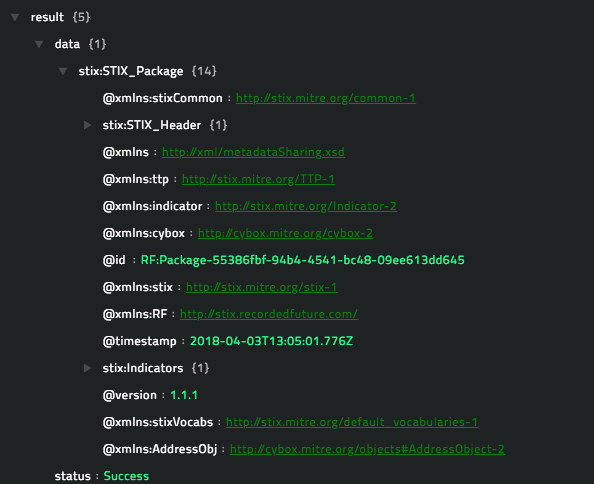 result {5}
data {1}
stix:STIX_Package {14}
@xmlns:stixCommon : http://stix.mitre.org/common-1
stix:STIX_Header {1}
@xmlns : http://xml/metadataSharing.xsd
@xmlns:ttp : http://stix.mitre.org/TTP-1
@xmlns:indicator : http://stix.mitre.org/Indicator-2
@xmlns:cybox : http://cybox.mitre.org/cybox-2
@id : RF:Package-55386fbf-94b4-4541-bc48-09ee613dd645
@xmlns:stix : http://stix.mitre.org/stix-1
@xmlns:RF : http://stix.recordedfuture.com/
@timestamp : 2018-04-03T13:05:01.776Z
stix:Indicators {1}
@version : 1.1.1
@xmlns:stixVocabs : http://stix.mitre.org/default_vocabularies-1
@xmlns:AddressObj : http://cybox.mitre.org/objects#AddressObject-2
status : Success